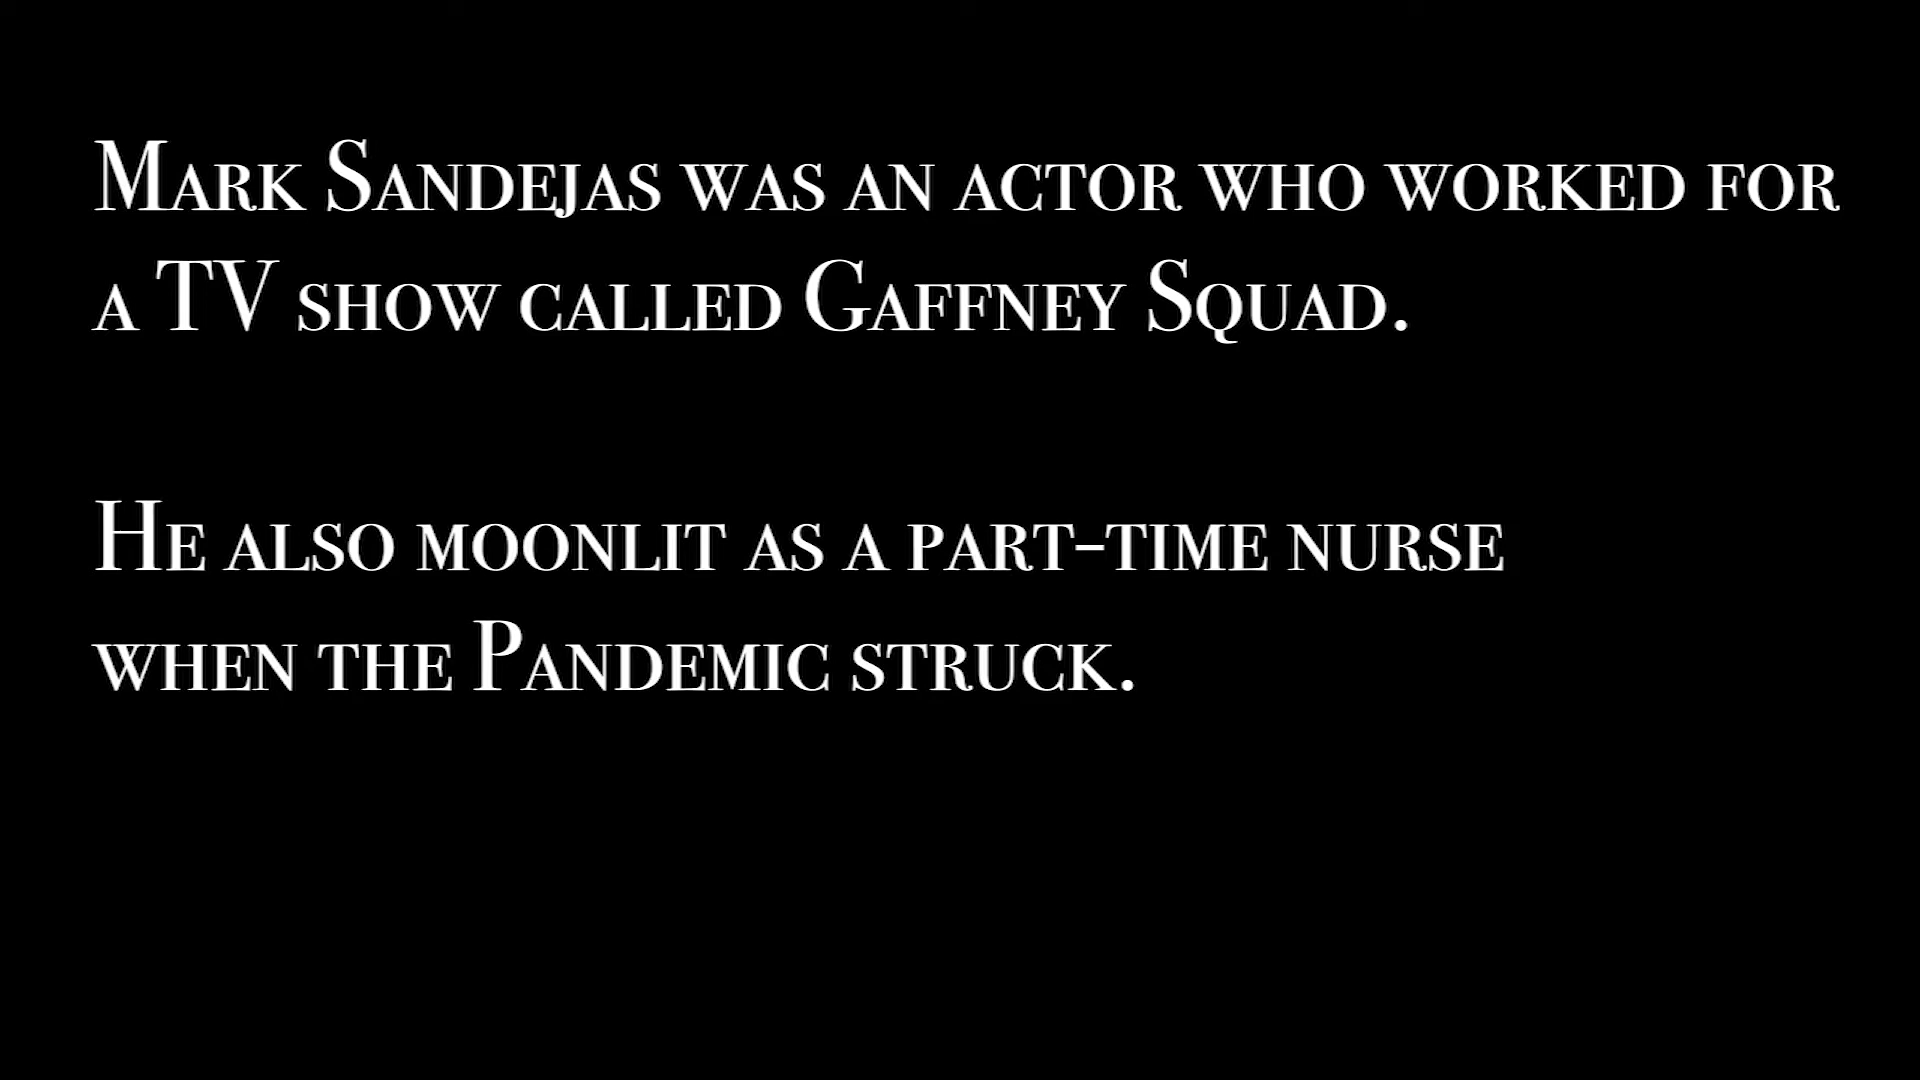 Mark Sandejas was an actor who worked for
a TV show called Gaffney Squad.
He also moonlit as a part-time nurse
when the Pandemic struck.